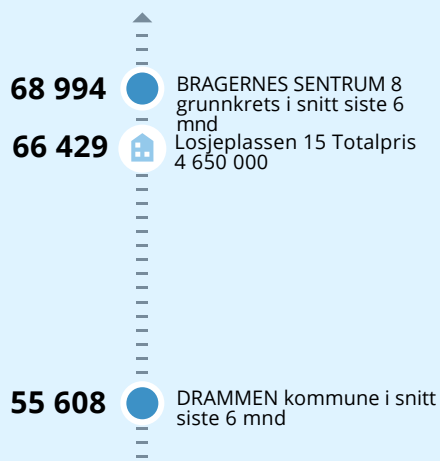 68 994
BRAGERNES SENTRUM 8
grunnkrets i snitt siste 6
mnd
66 429
Losjeplassen 15 Totalpris
4 650 000
55 608
DRAMMEN kommune i snitt
siste 6 mnd